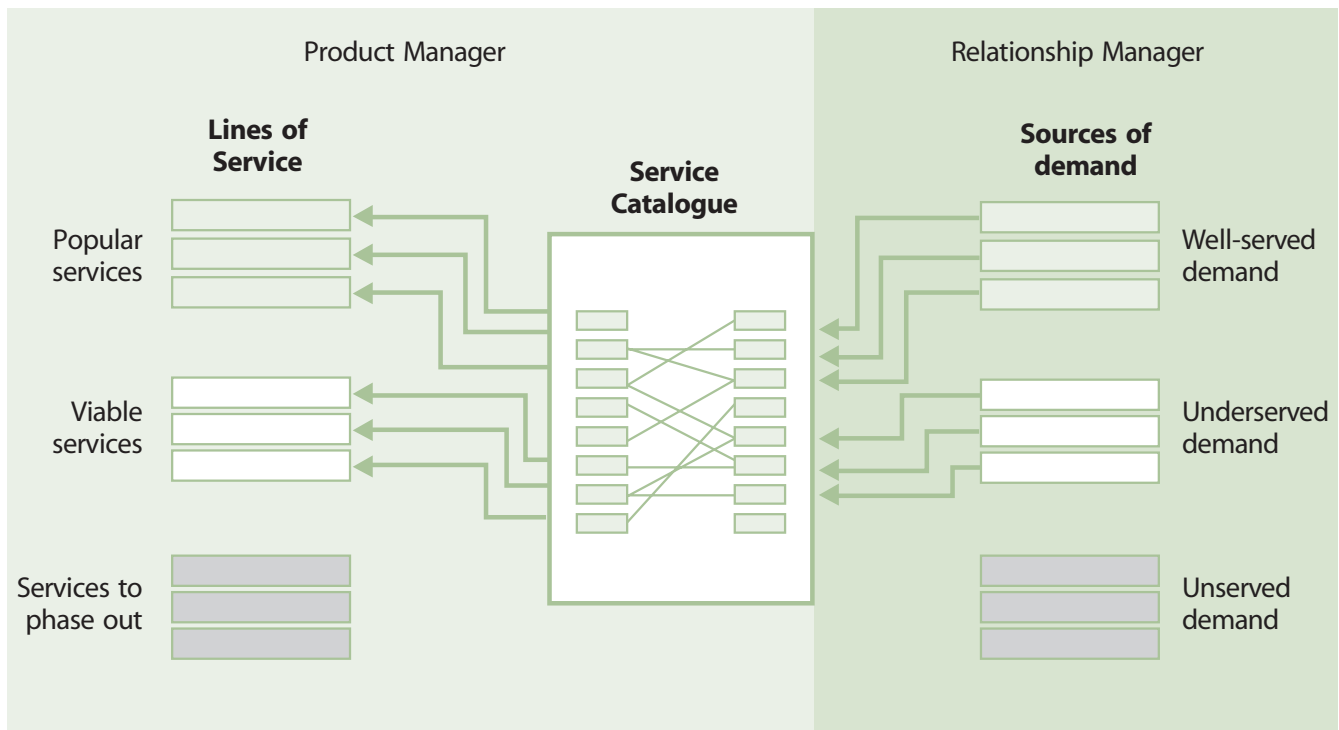 Product Manager
Relationship Manager
Lines of
Service
Service
Catalogue
Sources of
demand
Popular
services
Well-served
demand
Viable
services
Underserved
demand
Services to
phase out
Unserved
demand